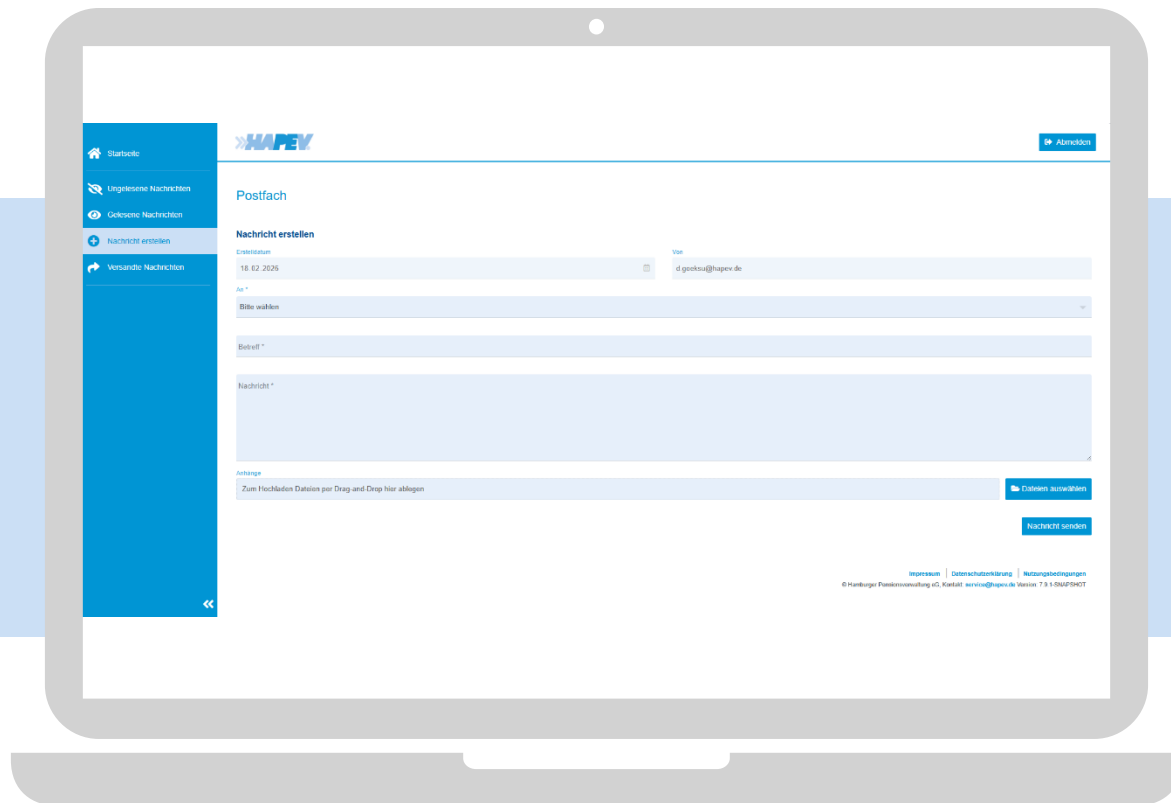 Startseite
HAPEV
Abmelden
Ungelesene Nachrichten
Gelesene Nachrichten
Nachricht erstellen
Versandte Nachrichten
Postfach
Nachricht erstellen
Erstelldatum
Von
18.02.2026
d.goeksu@hapev.de
An *
Bitte wählen
Betreff *
Nachricht *
Anhänge
Zum Hochladen Dateien per Drag-and-Drop hier ablegen
Dateien auswählen
Nachricht senden
Impressum | Datenschutzerklärung | Nutzungsbedingungen
© Hamburger Pensionsverwaltung eG, Kontakt: service@hapev.de Version: 7.9.1-SNAPSHOT